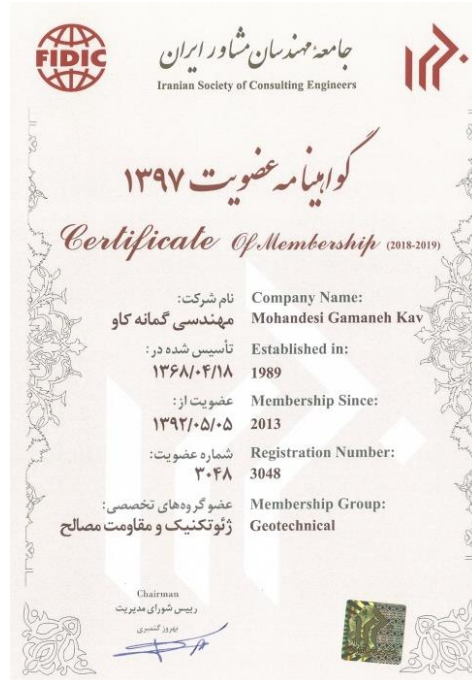 FIDIC
جامعهٔ مهندسان مشاور ایران
Iranian Society of Consulting Engineers
گواهینامه عضویت ۱۳۹۷
Certificate Of Membership (2018-2019)
نام شرکت: Company Name:
مهندسی گمانه کاو Mohandesi Gamaneh Kav
تأسیس شده در: Established in:
۱۳۶۸/۰۴/۱۸ 1989
عضویت از: Membership Since:
۱۳۹۲/۰۵/۰۵ 2013
شماره عضویت: Registration Number:
۳۰۴۸ 3048
عضو گروه‌های تخصصی: Membership Group:
ژئوتکنیک و مقاومت مصالح Geotechnical
Chairman
رییس شورای مدیریت
بهروز گتمیری